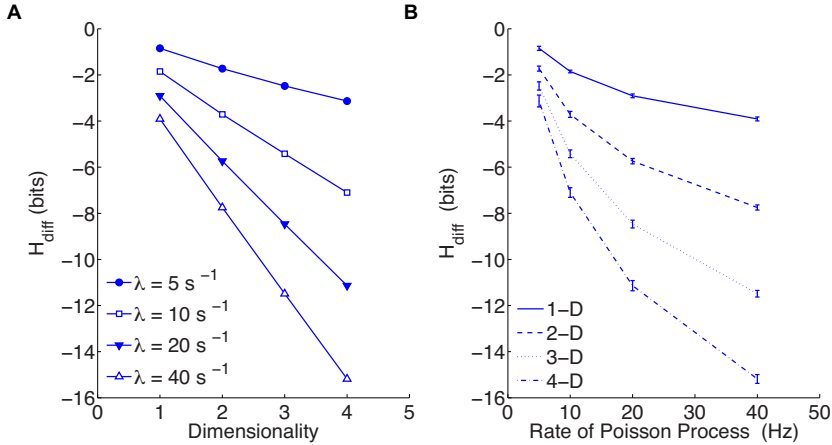 A
0
−2
−4
−6
−8
−10
−12
−14
−16
H_diff (bits)
0 1 2 3 4 5
Dimensionality
λ = 5 s⁻¹
λ = 10 s⁻¹
λ = 20 s⁻¹
λ = 40 s⁻¹
B
0
−2
−4
−6
−8
−10
−12
−14
−16
H_diff (bits)
0 10 20 30 40 50
Rate of Poisson Process (Hz)
1−D
2−D
3−D
4−D